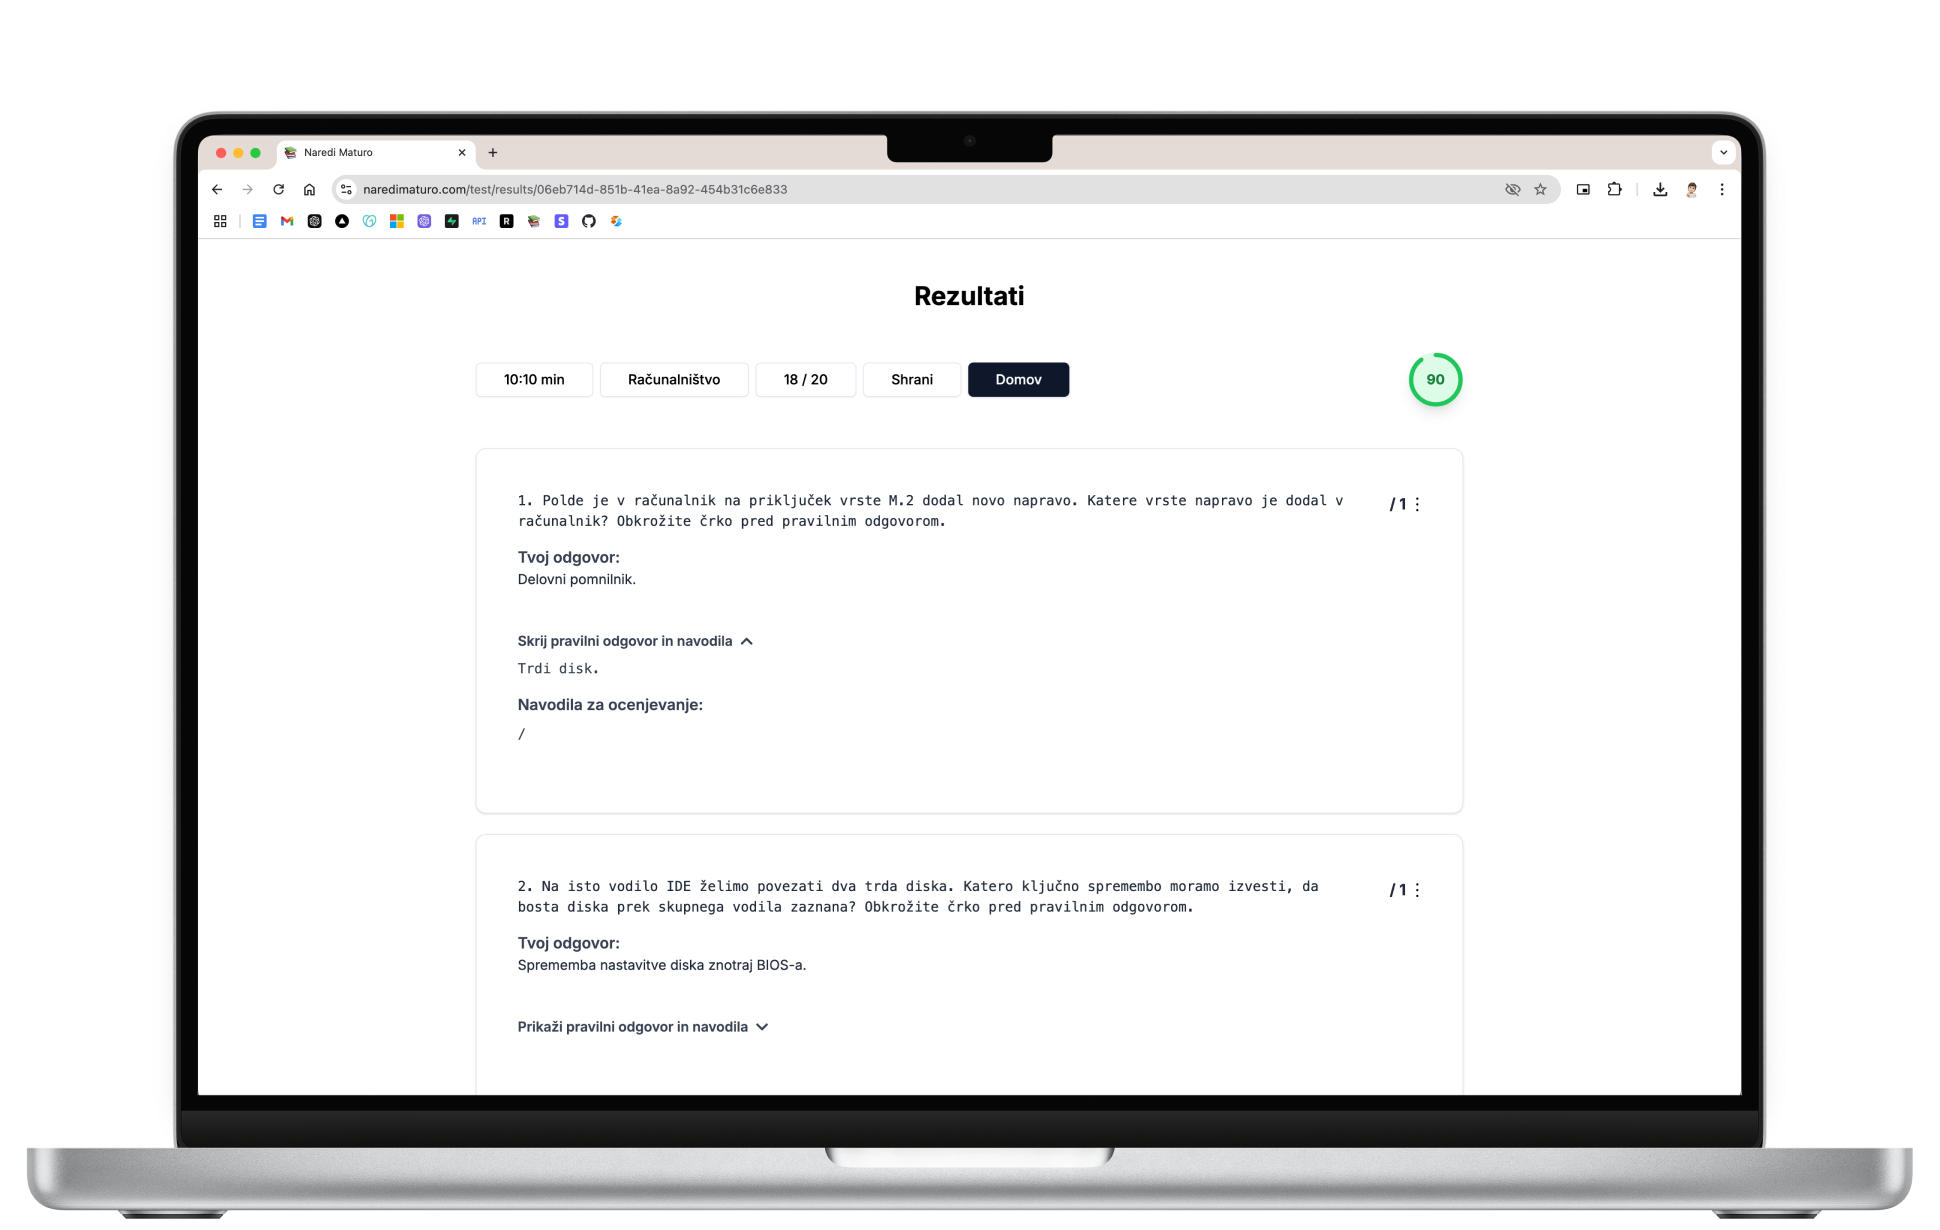 Naredi Maturo
naredimaturo.com/test/results/06eb714d-851b-41ea-8a92-454b31c6e833
API
R
S
Rezultati
10:10 min
Računalništvo
18 / 20
Shrani
Domov
90
1. Polde je v računalnik na priključek vrste M.2 dodal novo napravo. Katere vrste napravo je dodal v
računalnik? Obkrožite črko pred pravilnim odgovorom.
/ 1
Tvoj odgovor:
Delovni pomnilnik.
Skrij pravilni odgovor in navodila
Trdi disk.
Navodila za ocenjevanje:
/
2. Na isto vodilo IDE želimo povezati dva trda diska. Katero ključno spremembo moramo izvesti, da
bosta diska prek skupnega vodila zaznana? Obkrožite črko pred pravilnim odgovorom.
/ 1
Tvoj odgovor:
Sprememba nastavitve diska znotraj BIOS-a.
Prikaži pravilni odgovor in navodila